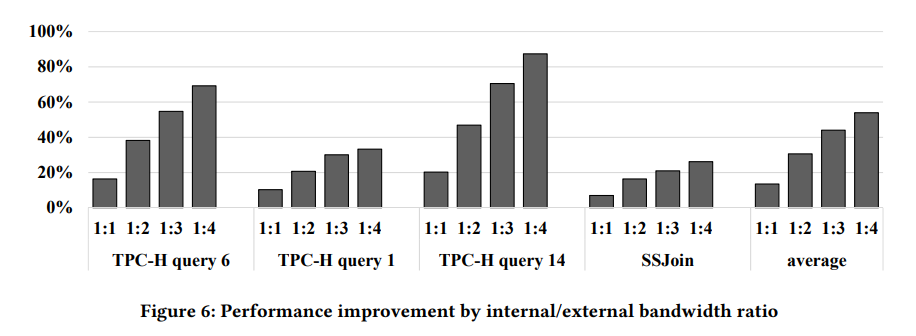 100%
80%
60%
40%
20%
0%
1:1 1:2 1:3 1:4 1:1 1:2 1:3 1:4 1:1 1:2 1:3 1:4 1:1 1:2 1:3 1:4 1:1 1:2 1:3 1:4
TPC-H query 6 TPC-H query 1 TPC-H query 14 SSJoin average
Figure 6: Performance improvement by internal/external bandwidth ratio